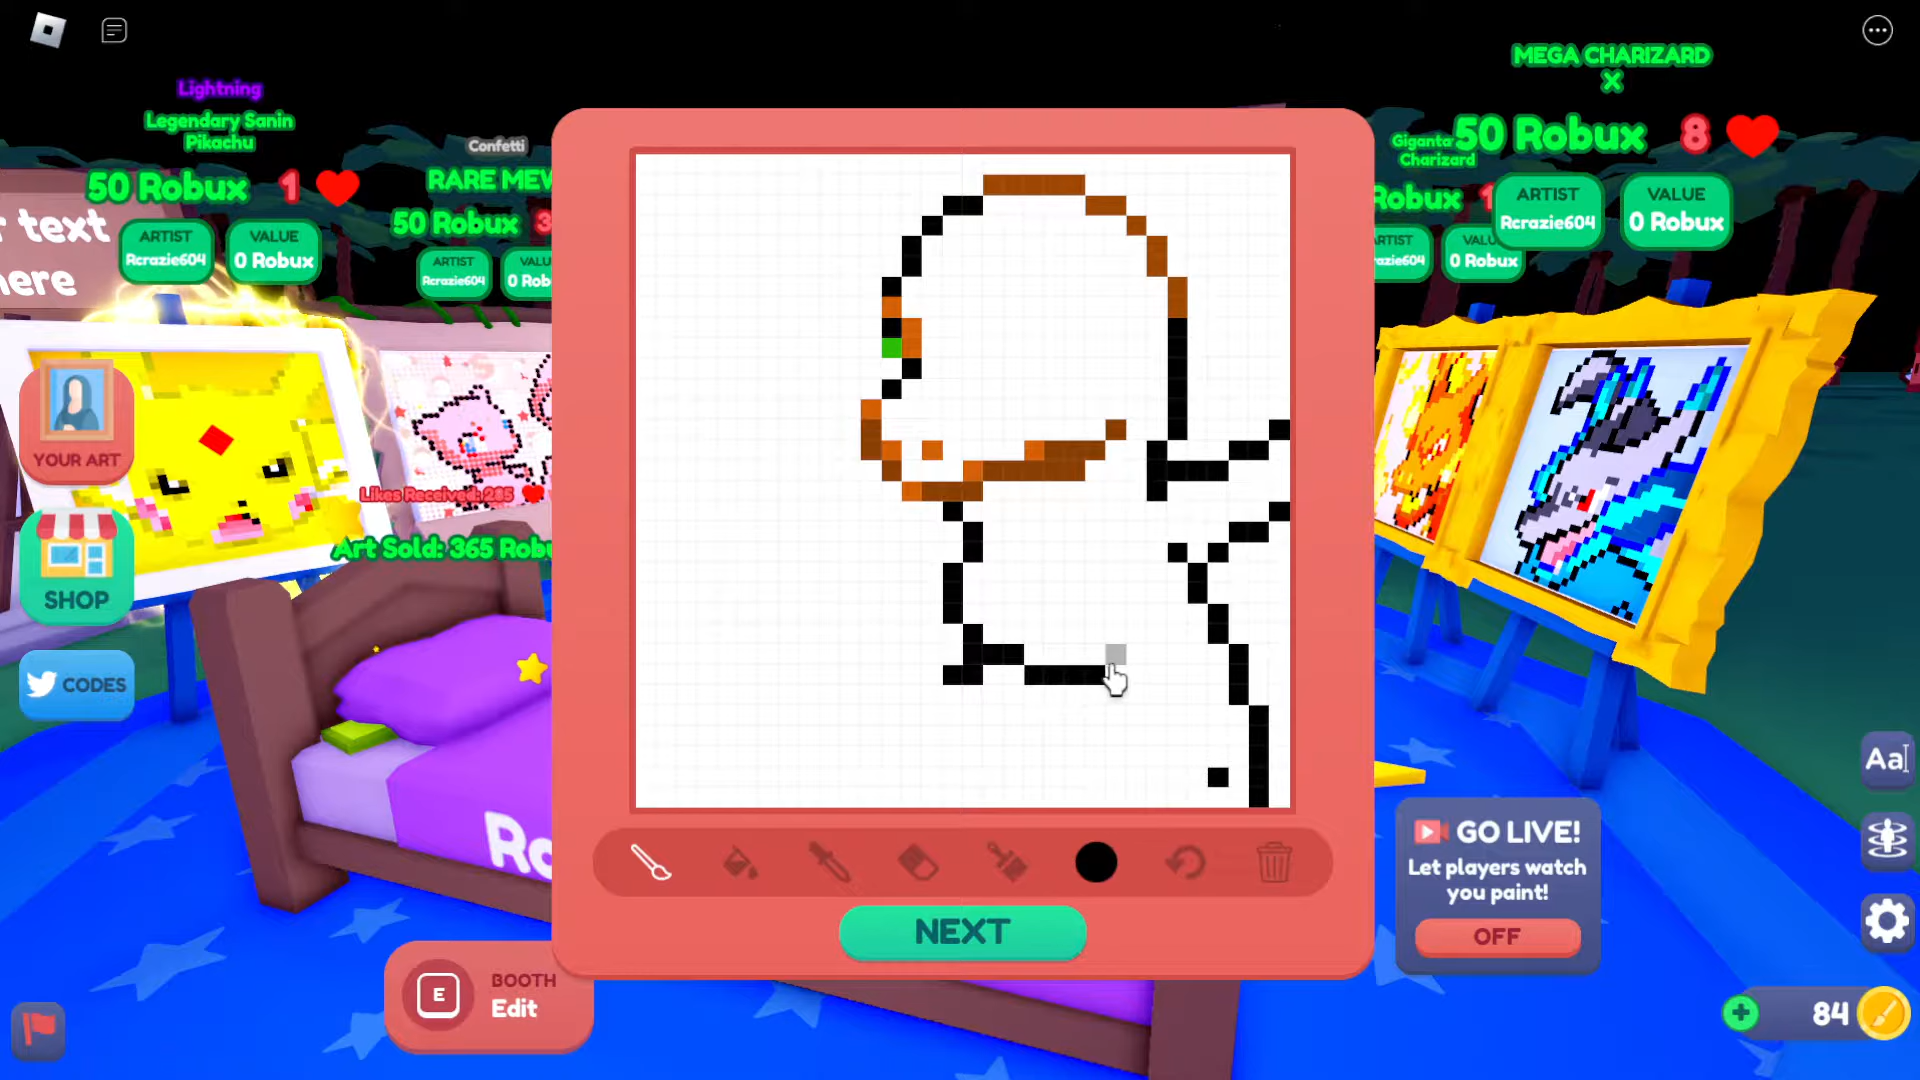 Lightning
Legendary Sanin
Pikachu
50 Robux 1
ARTIST
Rcrazie604
VALUE
0 Robux
text
here
Confetti
RARE MEW
50 Robux 3
ARTIST
Rcrazie604
0 Robux
Likes Received: 285
Art Sold: 365
MEGA CHARIZARD
X
50 Robux 8
ARTIST
Rcrazie604
VALUE
0 Robux
Charizard
Robux 1
0 Robux
YOUR ART
SHOP
CODES
NEXT
E
BOOTH
Edit
GO LIVE!
Let players watch
you paint!
OFF
Aa
84